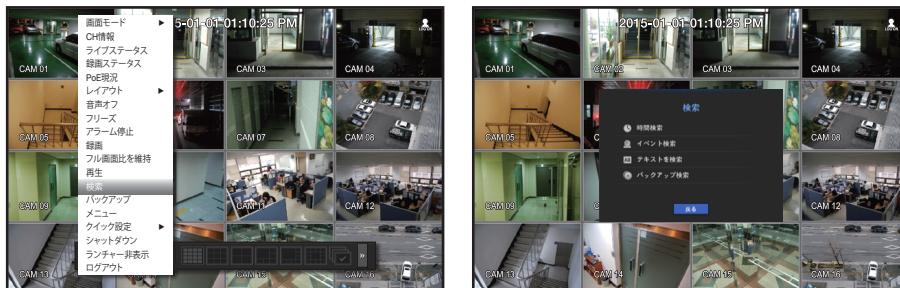 画面モード
CH情報
ライブステータス
録画ステータス
PoE現況
レイアウト
音声オフ
フリーズ
アラーム停止
録画
フル画面比を維持
再生
検索
バックアップ
メニュー
クイック設定
シャットダウン
ランチャー非表示
ログアウト
5-01-01 01:10:25 PM
CAM 01
CAM 03
CAM 04
CAM 05
CAM 07
CAM 08
CAM 09
CAM 11
CAM 12
CAM 13
CAM 15
CAM 16
»
2015-01-01 01:10:25 PM
CAM 01
CAM 02
CAM 03
CAM 04
CAM 05
C
CAM 08
CAM 09
C
CAM 12
CAM 13
CAM 14
CAM 15
CAM 16
検索
時間検索
イベント検索
テキストを検索
バックアップ検索
戻る